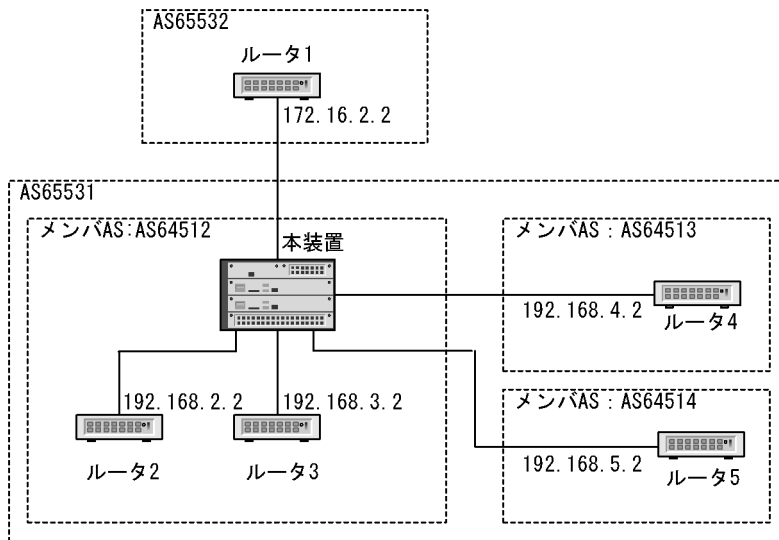 AS65532
ルータ1
172.16.2.2
AS65531
メンバAS:AS64512
本装置
メンバAS：AS64513
192.168.4.2
ルータ4
192.168.2.2
192.168.3.2
ルータ2
ルータ3
メンバAS：AS64514
192.168.5.2
ルータ5